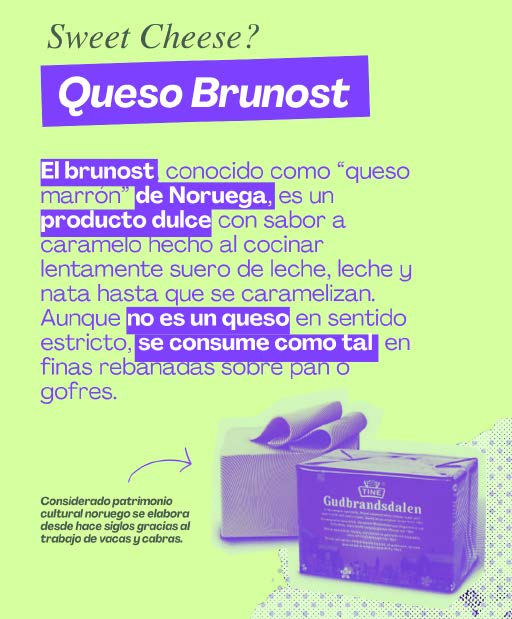 Sweet Cheese?
Queso Brunost
El brunost, conocido como “queso
marrón” de Noruega, es un
producto dulce con sabor a
caramelo hecho al cocinar
lentamente suero de leche, leche y
nata hasta que se caramelizan.
Aunque no es un queso en sentido
estricto, se consume como tal en
finas rebanadas sobre pan o
gofres.
Considerado patrimonio
cultural noruego se elabora
desde hace siglos gracias al
trabajo de vacas y cabras.
TINE
Gudbrandsdalen